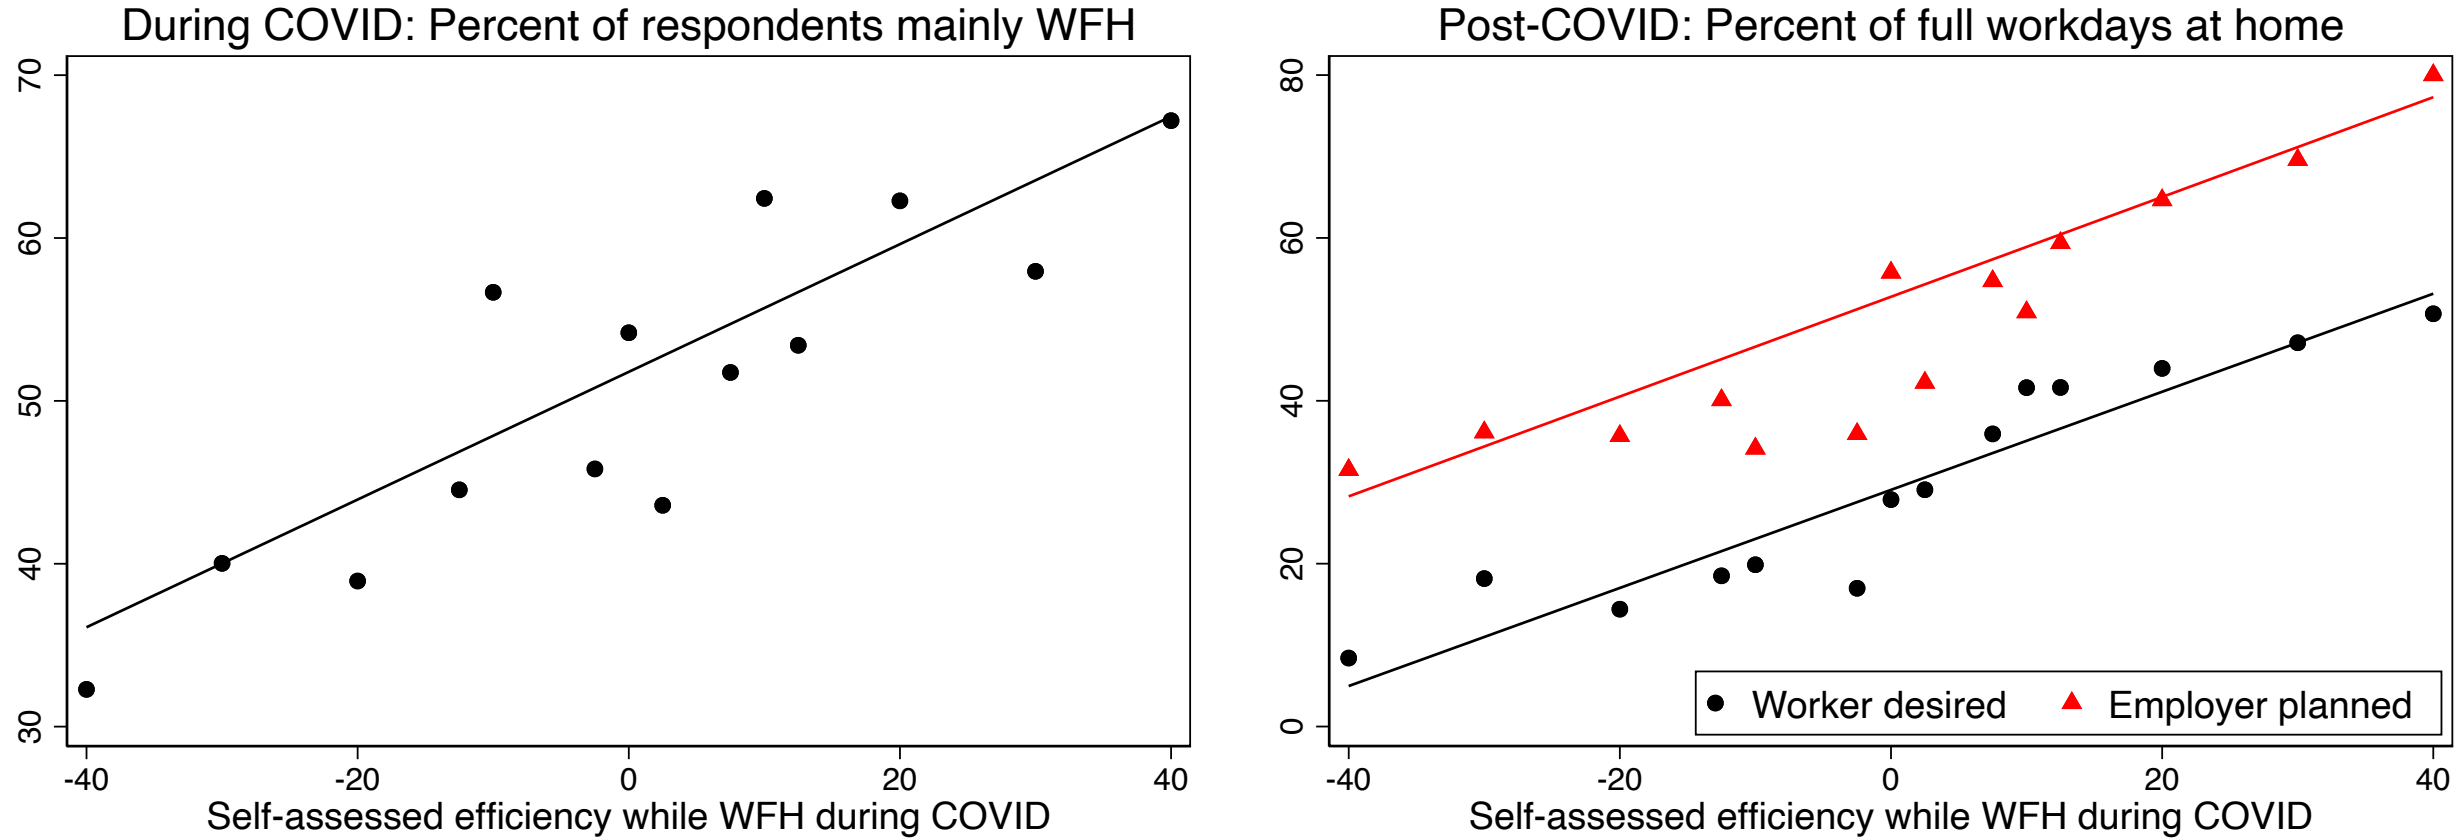 During COVID: Percent of respondents mainly WFH
70
60
50
40
30
-40 -20 0 20 40
Self-assessed efficiency while WFH during COVID
Post-COVID: Percent of full workdays at home
80
60
40
20
0
Worker desired Employer planned
-40 -20 0 20 40
Self-assessed efficiency while WFH during COVID